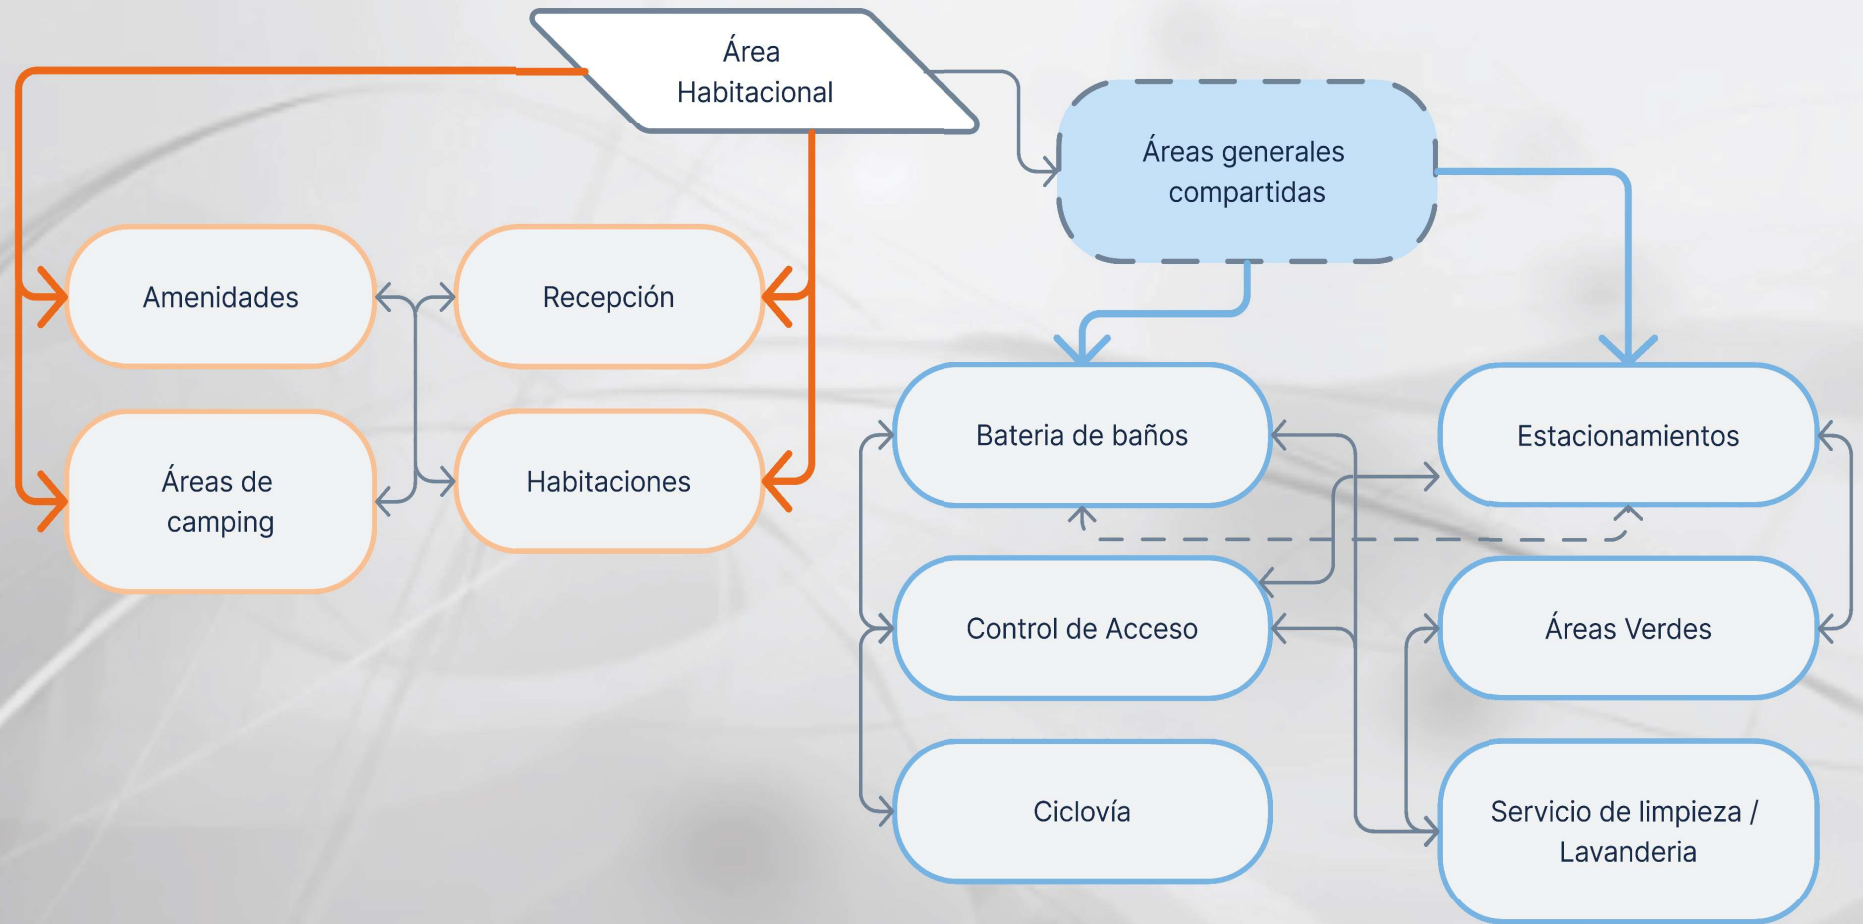 Área
Habitacional
Áreas generales
compartidas
Amenidades
Recepción
Áreas de
camping
Habitaciones
Bateria de baños
Estacionamientos
Control de Acceso
Áreas Verdes
Ciclovía
Servicio de limpieza /
Lavanderia